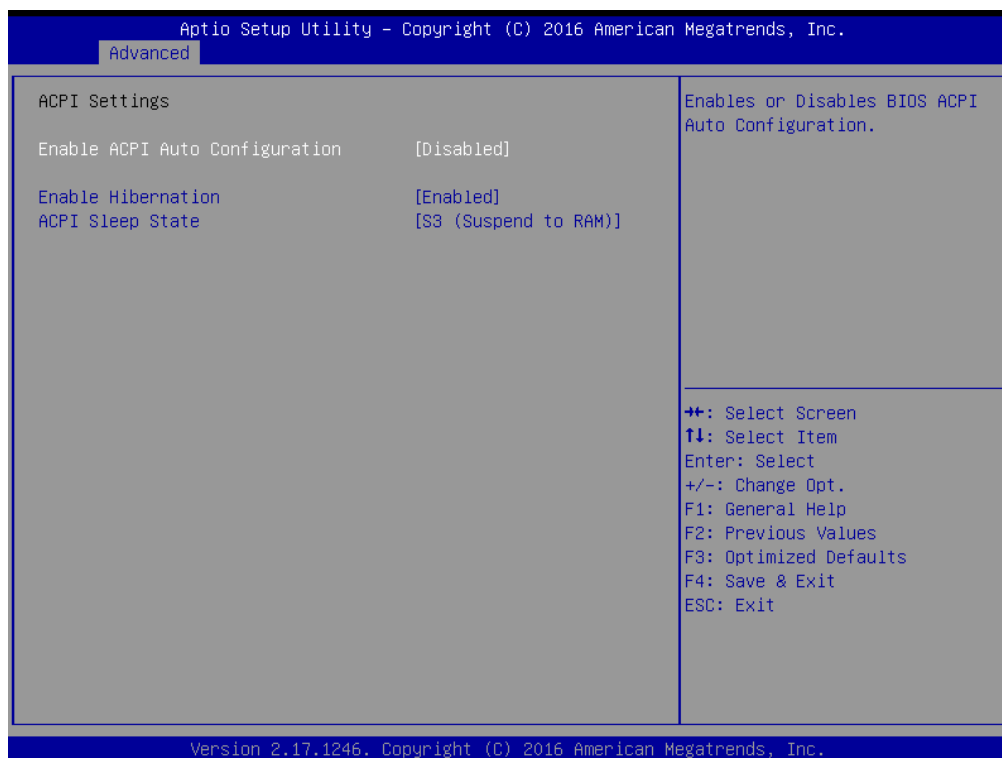 Aptio Setup Utility – Copyright (C) 2016 American Megatrends, Inc.
Advanced
ACPI Settings
Enable ACPI Auto Configuration [Disabled]
Enable Hibernation [Enabled]
ACPI Sleep State [S3 (Suspend to RAM)]
Enables or Disables BIOS ACPI
Auto Configuration.
→←: Select Screen
↑↓: Select Item
Enter: Select
+/-: Change Opt.
F1: General Help
F2: Previous Values
F3: Optimized Defaults
F4: Save & Exit
ESC: Exit
Version 2.17.1246. Copyright (C) 2016 American Megatrends, Inc.